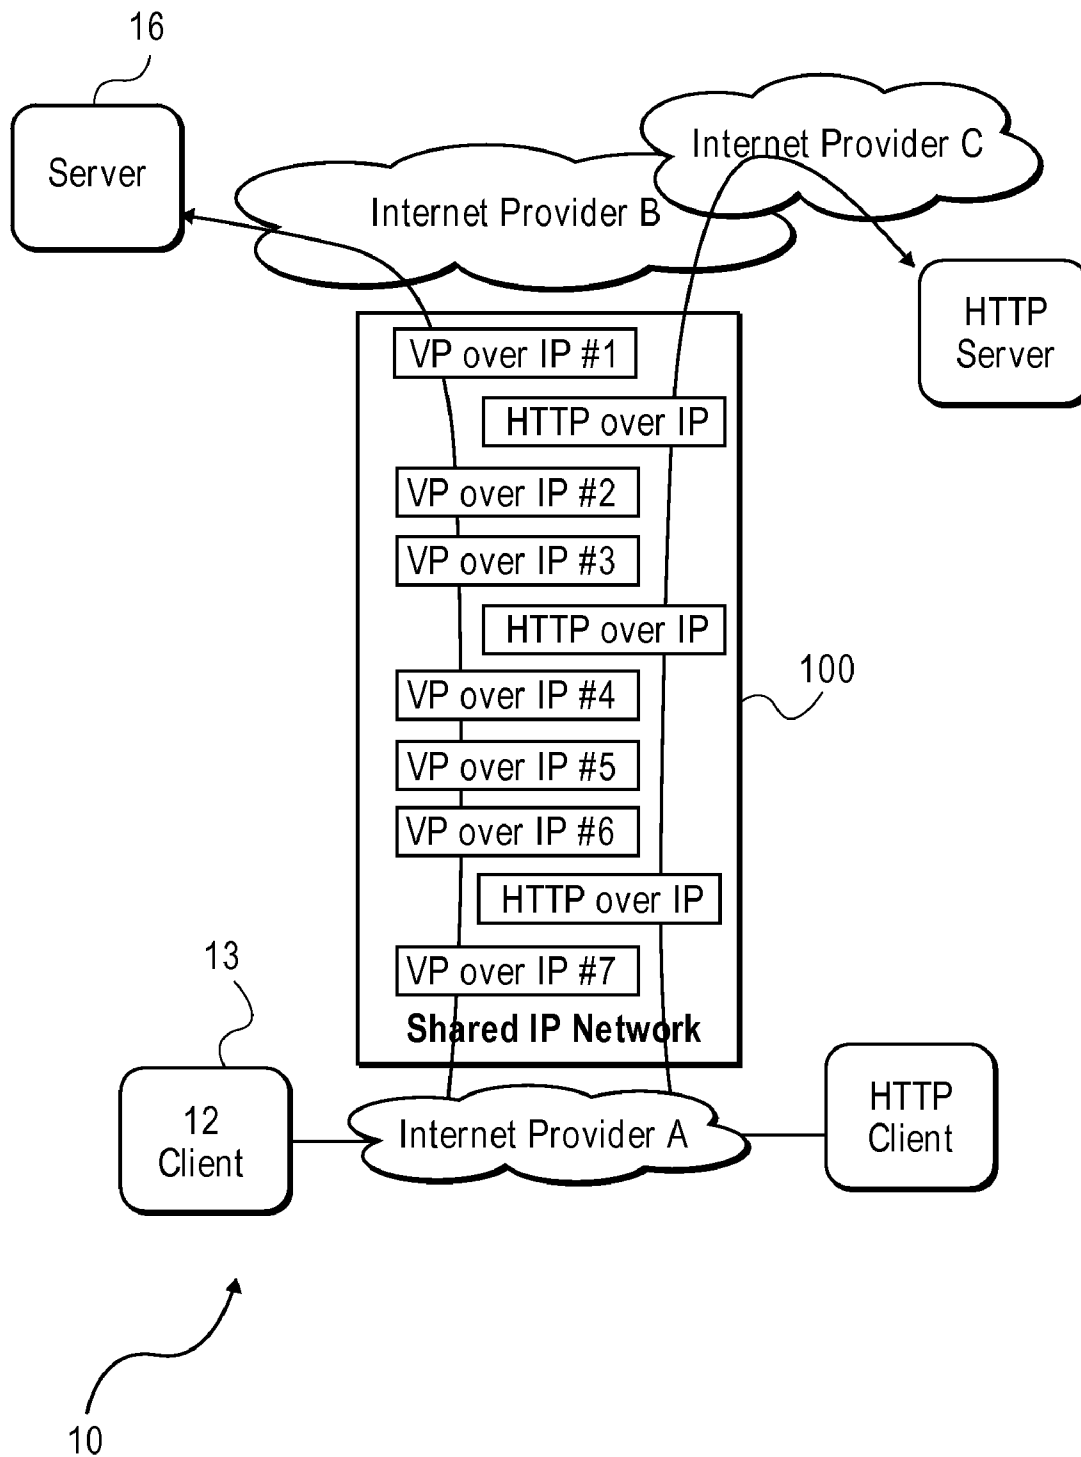 16
Server
Internet Provider B
Internet Provider C
HTTP
Server
VP over IP #1
HTTP over IP
VP over IP #2
VP over IP #3
HTTP over IP
VP over IP #4
100
VP over IP #5
VP over IP #6
HTTP over IP
VP over IP #7
Shared IP Network
13
12
Client
Internet Provider A
HTTP
Client
10